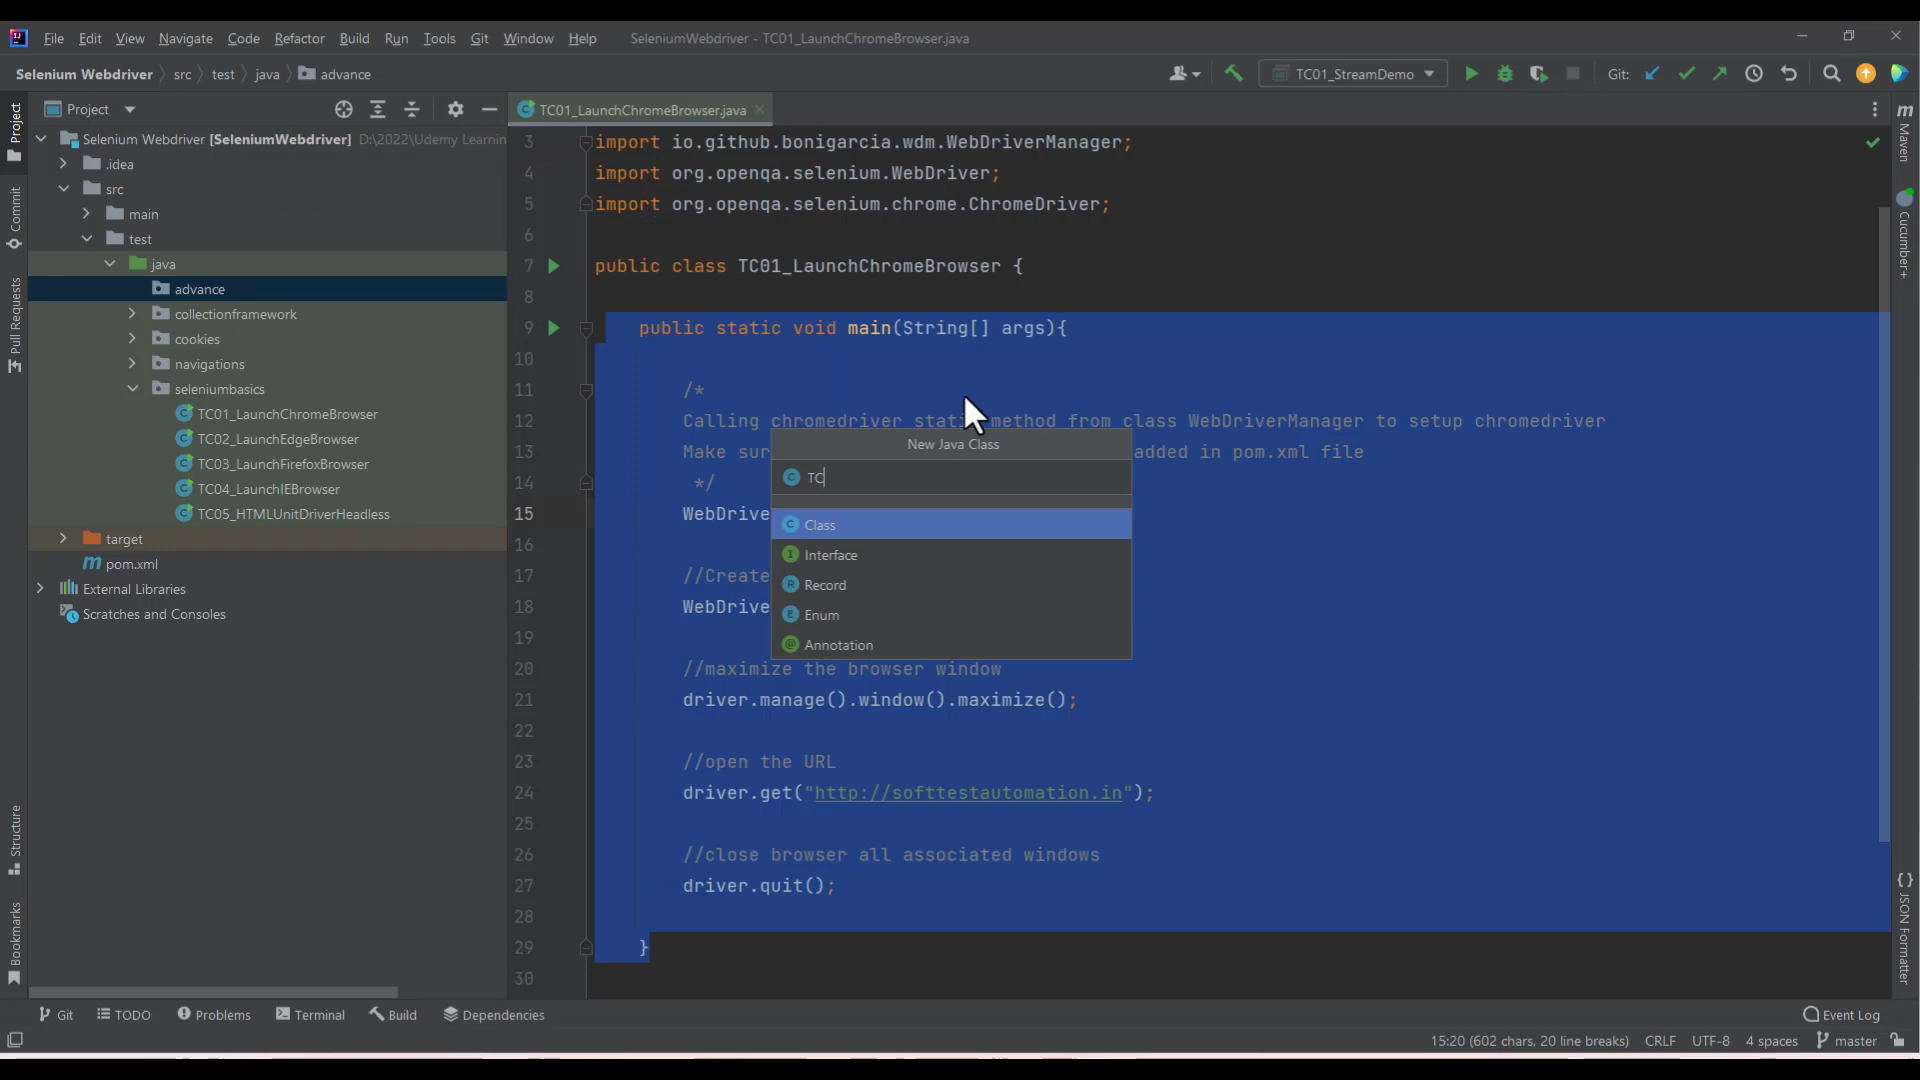 File Edit View Navigate Code Refactor Build Run Tools Git Window Help SeleniumWebdriver - TC01_LaunchChromeBrowser.java
Selenium Webdriver src test java advance TC01_StreamDemo Git:
Project
TC01_LaunchChromeBrowser.java
Project
Commit
Pull Requests
Structure
Bookmarks
Selenium Webdriver [SeleniumWebdriver] D:\2022\Udemy Learnin
.idea
src
main
test
java
advance
collectionframework
cookies
navigations
seleniumbasics
TC01_LaunchChromeBrowser
TC02_LaunchEdgeBrowser
TC03_LaunchFirefoxBrowser
TC04_LaunchIEBrowser
TC05_HTMLUnitDriverHeadless
target
pom.xml
External Libraries
Scratches and Consoles
3 import io.github.bonigarcia.wdm.WebDriverManager;
4 import org.openqa.selenium.WebDriver;
5 import org.openqa.selenium.chrome.ChromeDriver;
6
7 public class TC01_LaunchChromeBrowser {
8
9 public static void main(String[] args){
10
11 /*
12 Calling chromedriver static method from class WebDriverManager to setup chromedriver
13 Make sur added in pom.xml file
14 */
15 WebDrive
16
17 //Create
18 WebDrive
19
20 //maximize the browser window
21 driver.manage().window().maximize();
22
23 //open the URL
24 driver.get("http://softtestautomation.in");
25
26 //close browser all associated windows
27 driver.quit();
28
29 }
30
New Java Class
TC
Class
Interface
Record
Enum
Annotation
Maven
Cucumber+
JSON Formatter
Git TODO Problems Terminal Build Dependencies Event Log
15:20 (602 chars, 20 line breaks) CRLF UTF-8 4 spaces master